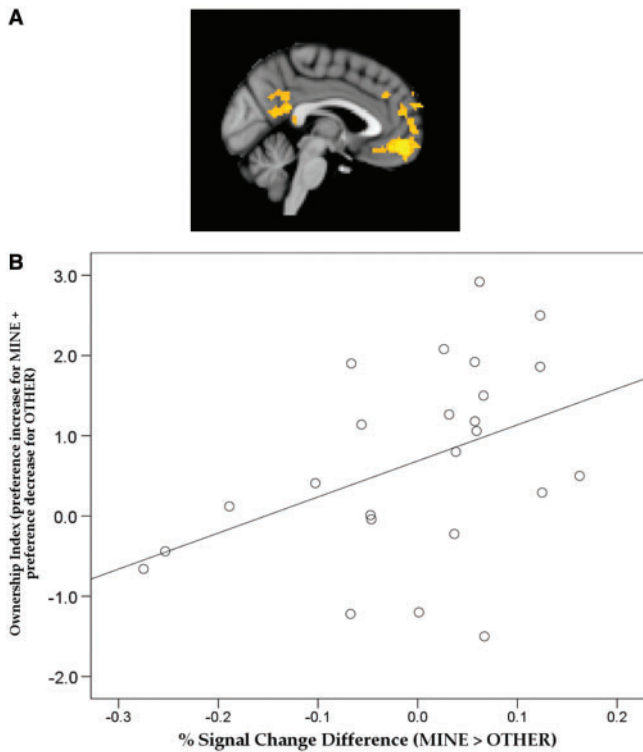 A
B
Ownership Index (preference increase for MINE +
preference decrease for OTHER)
3.0
2.0
1.0
0.0
-1.0
-2.0
-0.3
-0.2
-0.1
0.0
0.1
0.2
% Signal Change Difference (MINE > OTHER)